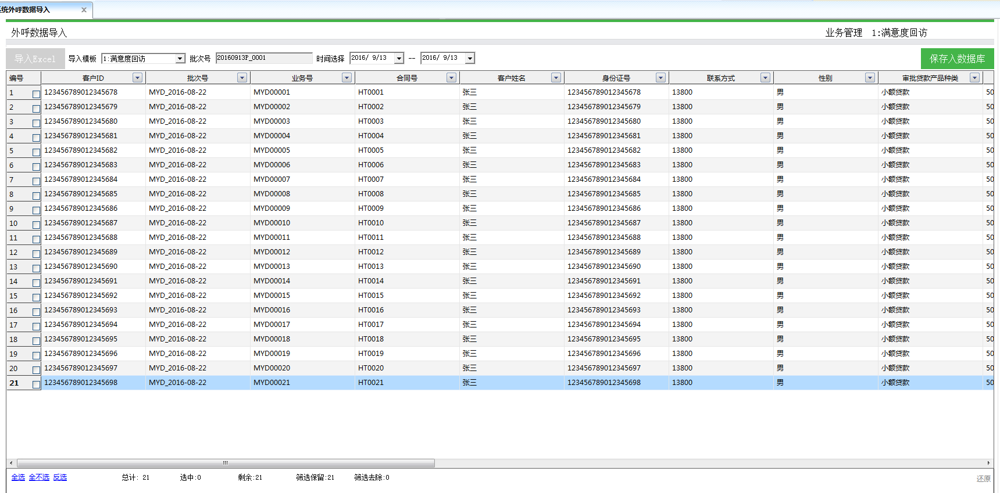 系统外呼数据导入 x
外呼数据导入 业务管理 1:满意度回访
导入Excel 导入模板 1:满意度回访 批次号 20160913P_0001 时间选择 2016/ 9/13 -- 2016/ 9/13 保存入数据库
编号 客户ID 批次号 业务号 合同号 客户姓名 身份证号 联系方式 性别 审批贷款产品种类
1 123456789012345678 MYD_2016-08-22 MYD00001 HT0001 张三 123456789012345678 13800 男 小额贷款 50
2 123456789012345679 MYD_2016-08-22 MYD00002 HT0002 张三 123456789012345679 13800 男 小额贷款 50
3 123456789012345680 MYD_2016-08-22 MYD00003 HT0003 张三 123456789012345680 13800 男 小额贷款 50
4 123456789012345681 MYD_2016-08-22 MYD00004 HT0004 张三 123456789012345681 13800 男 小额贷款 50
5 123456789012345682 MYD_2016-08-22 MYD00005 HT0005 张三 123456789012345682 13800 男 小额贷款 50
6 123456789012345683 MYD_2016-08-22 MYD00006 HT0006 张三 123456789012345683 13800 男 小额贷款 50
7 123456789012345684 MYD_2016-08-22 MYD00007 HT0007 张三 123456789012345684 13800 男 小额贷款 50
8 123456789012345685 MYD_2016-08-22 MYD00008 HT0008 张三 123456789012345685 13800 男 小额贷款 50
9 123456789012345686 MYD_2016-08-22 MYD00009 HT0009 张三 123456789012345686 13800 男 小额贷款 50
10 123456789012345687 MYD_2016-08-22 MYD00010 HT0010 张三 123456789012345687 13800 男 小额贷款 50
11 123456789012345688 MYD_2016-08-22 MYD00011 HT0011 张三 123456789012345688 13800 男 小额贷款 50
12 123456789012345689 MYD_2016-08-22 MYD00012 HT0012 张三 123456789012345689 13800 男 小额贷款 50
13 123456789012345690 MYD_2016-08-22 MYD00013 HT0013 张三 123456789012345690 13800 男 小额贷款 50
14 123456789012345691 MYD_2016-08-22 MYD00014 HT0014 张三 123456789012345691 13800 男 小额贷款 50
15 123456789012345692 MYD_2016-08-22 MYD00015 HT0015 张三 123456789012345692 13800 男 小额贷款 50
16 123456789012345693 MYD_2016-08-22 MYD00016 HT0016 张三 123456789012345693 13800 男 小额贷款 50
17 123456789012345694 MYD_2016-08-22 MYD00017 HT0017 张三 123456789012345694 13800 男 小额贷款 50
18 123456789012345695 MYD_2016-08-22 MYD00018 HT0018 张三 123456789012345695 13800 男 小额贷款 50
19 123456789012345696 MYD_2016-08-22 MYD00019 HT0019 张三 123456789012345696 13800 男 小额贷款 50
20 123456789012345697 MYD_2016-08-22 MYD00020 HT0020 张三 123456789012345697 13800 男 小额贷款 50
21 123456789012345698 MYD_2016-08-22 MYD00021 HT0021 张三 123456789012345698 13800 男 小额贷款 50
全选 全不选 反选 总计: 21 选中:0 剩余:21 筛选保留:21 筛选去除:0 还原